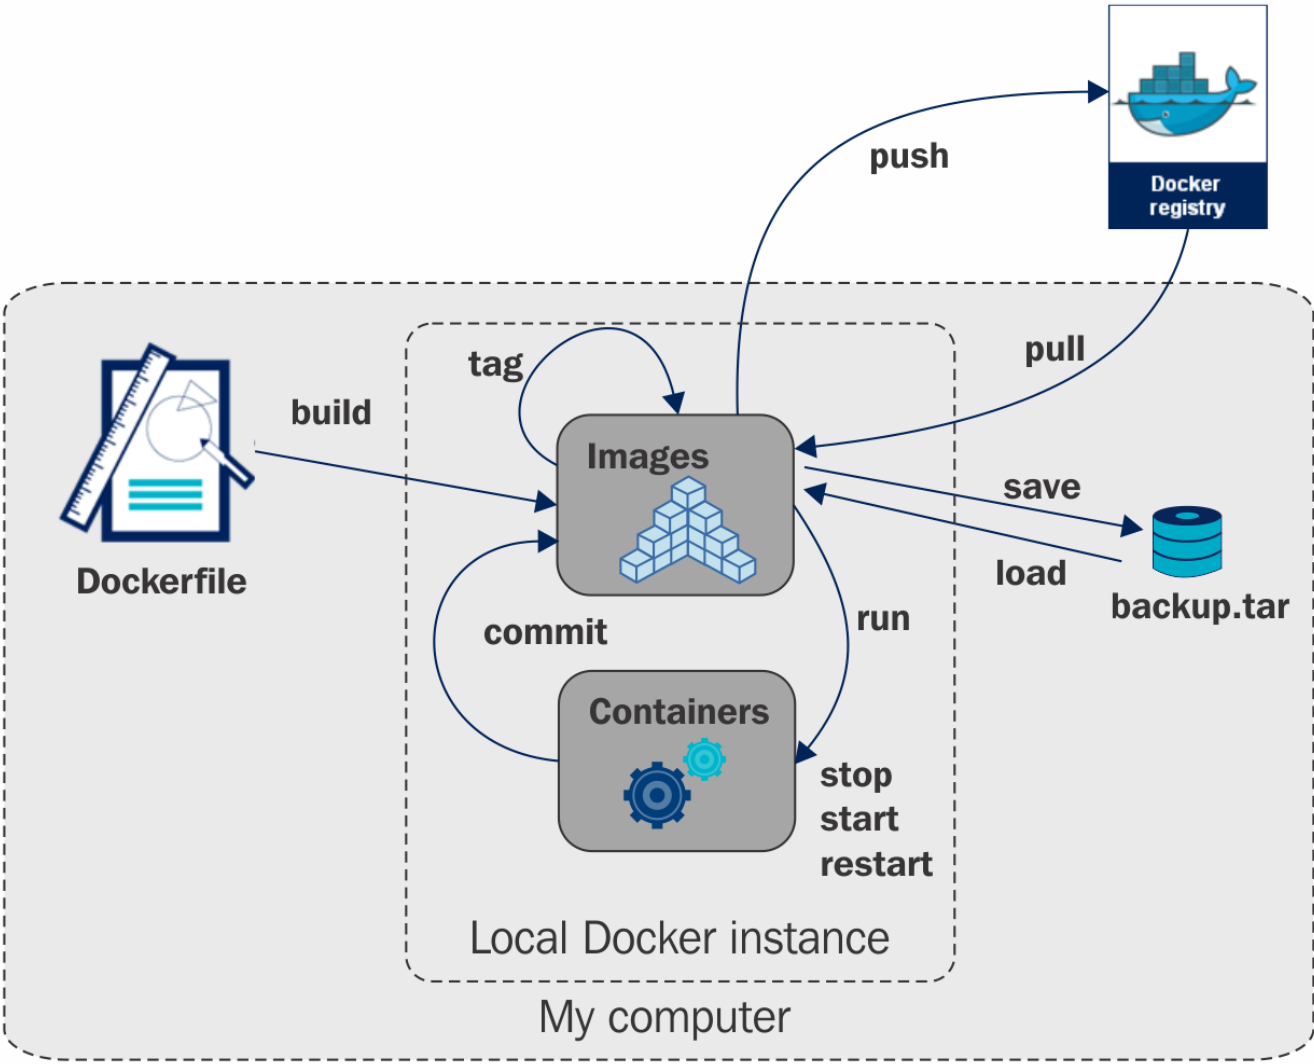 push
Docker
registry
tag
pull
build
Images
save
load
Dockerfile
backup.tar
run
commit
Containers
stop
start
restart
Local Docker instance
My computer